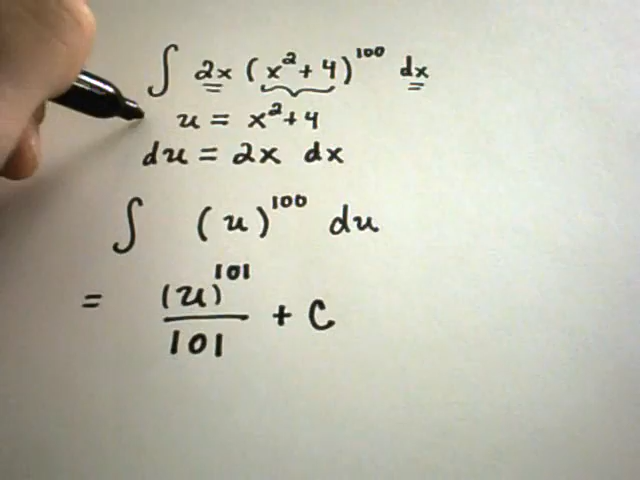 ∫ 2x (x² + 4)¹⁰⁰ dx
u = x² + 4
du = 2x dx
∫ (u)¹⁰⁰ du
= (u)¹⁰¹ / 101 + C